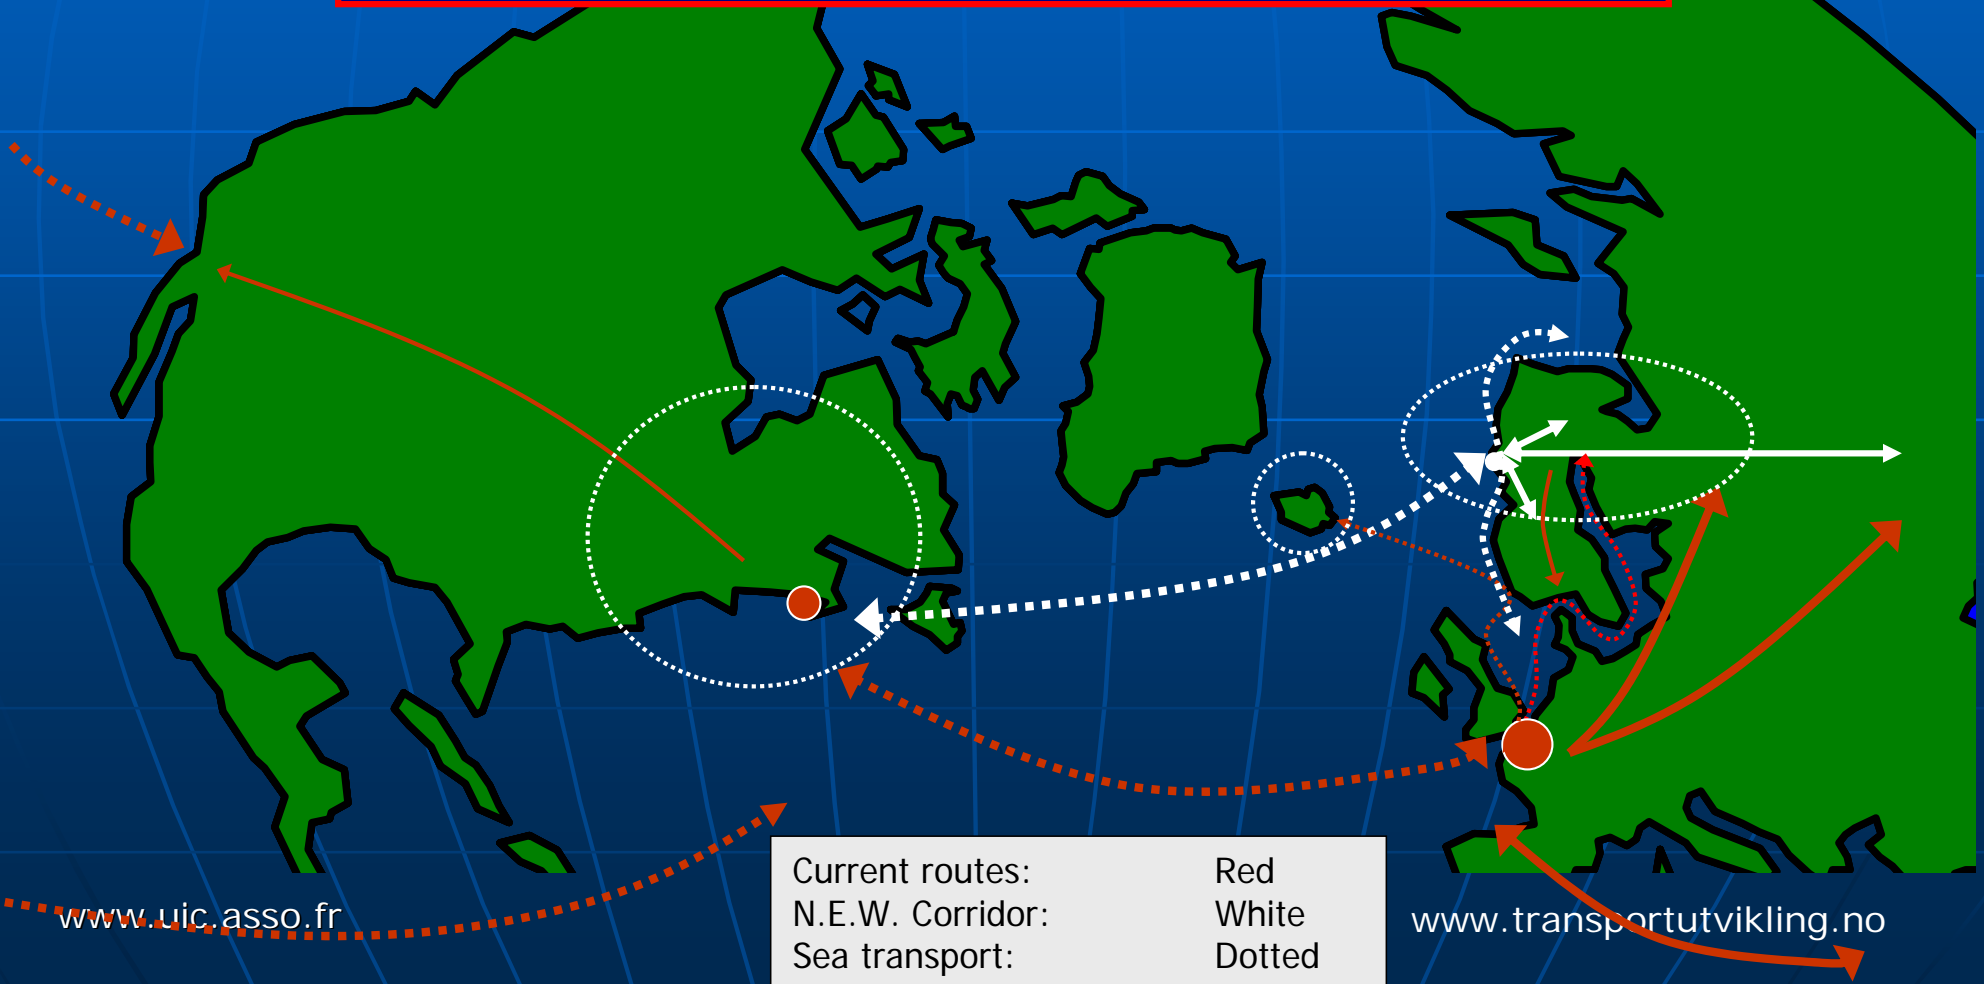 Current routes: Red
N.E.W. Corridor: White
Sea transport: Dotted
www.uic.asso.fr
www.transportutvikling.no